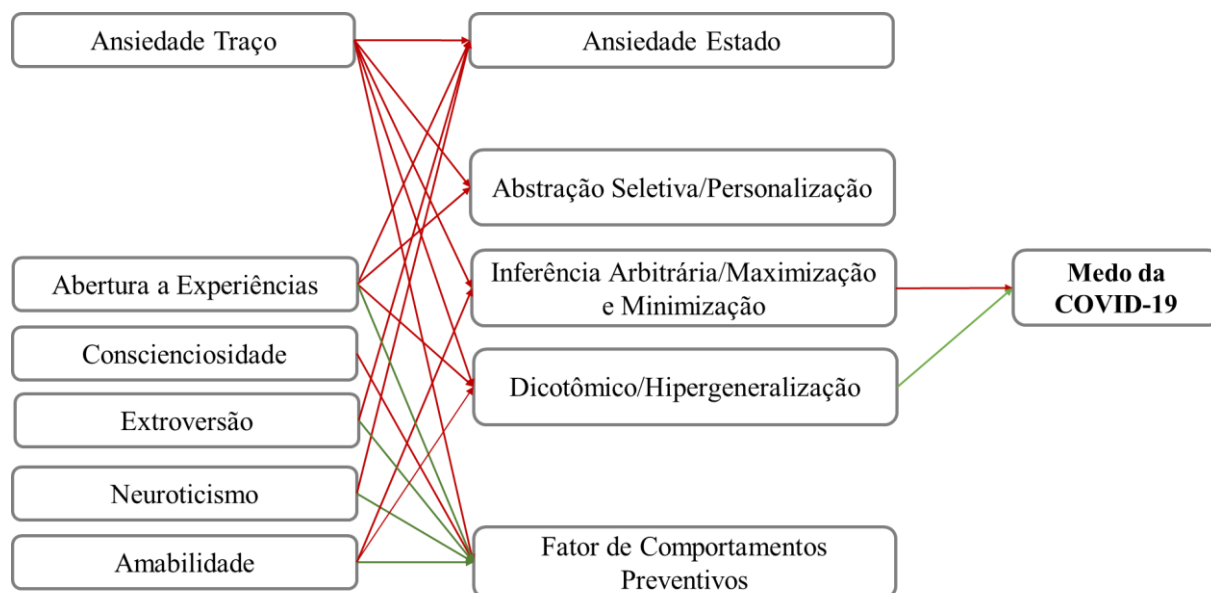 Ansiedade Traço
Ansiedade Estado
Abstração Seletiva/Personalização
Abertura a Experiências
Inferência Arbitrária/Maximização
e Minimização
Medo da
COVID-19
Conscienciosidade
Dicotômico/Hipergeneralização
Extroversão
Neuroticismo
Amabilidade
Fator de Comportamentos
Preventivos